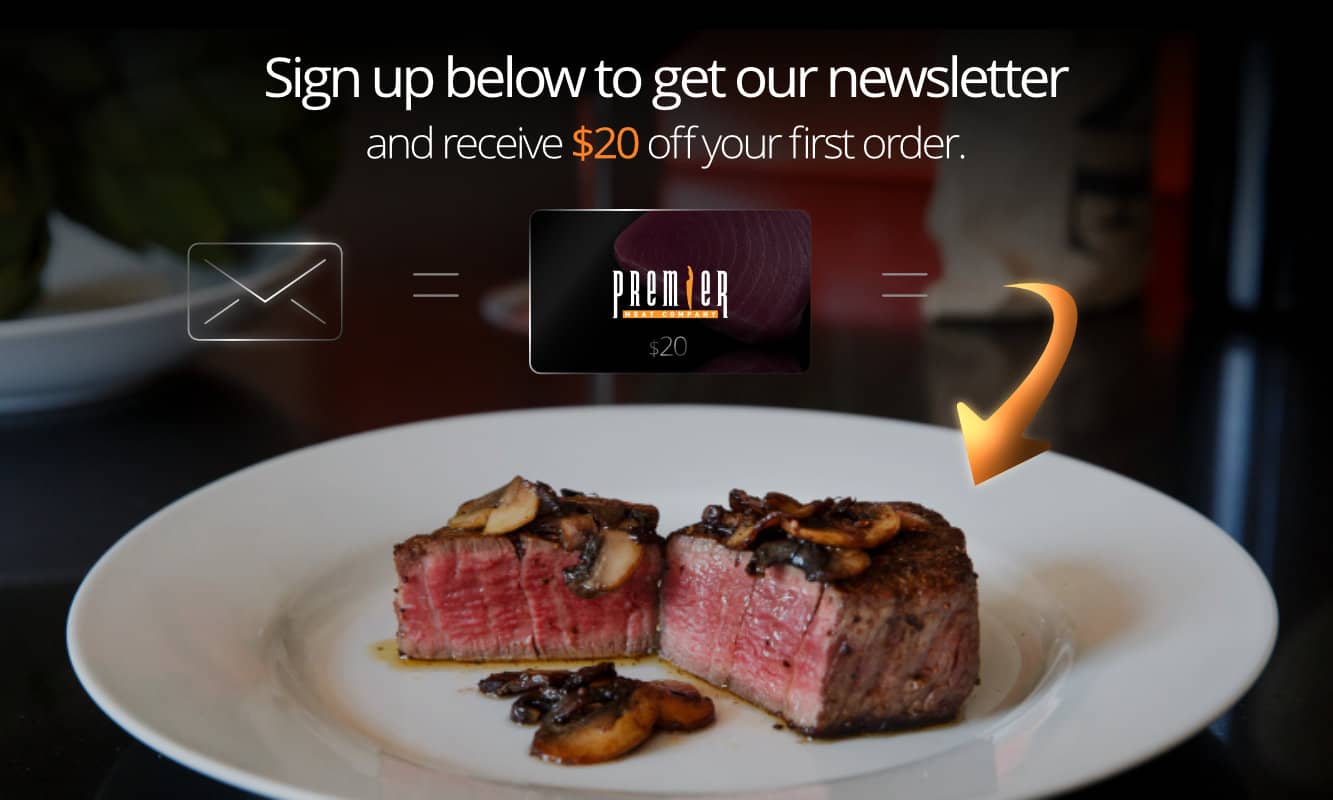 Sign up below to get our newsletter
and receive $20 off your first order.
PREMIER
MEAT COMPANY
$20